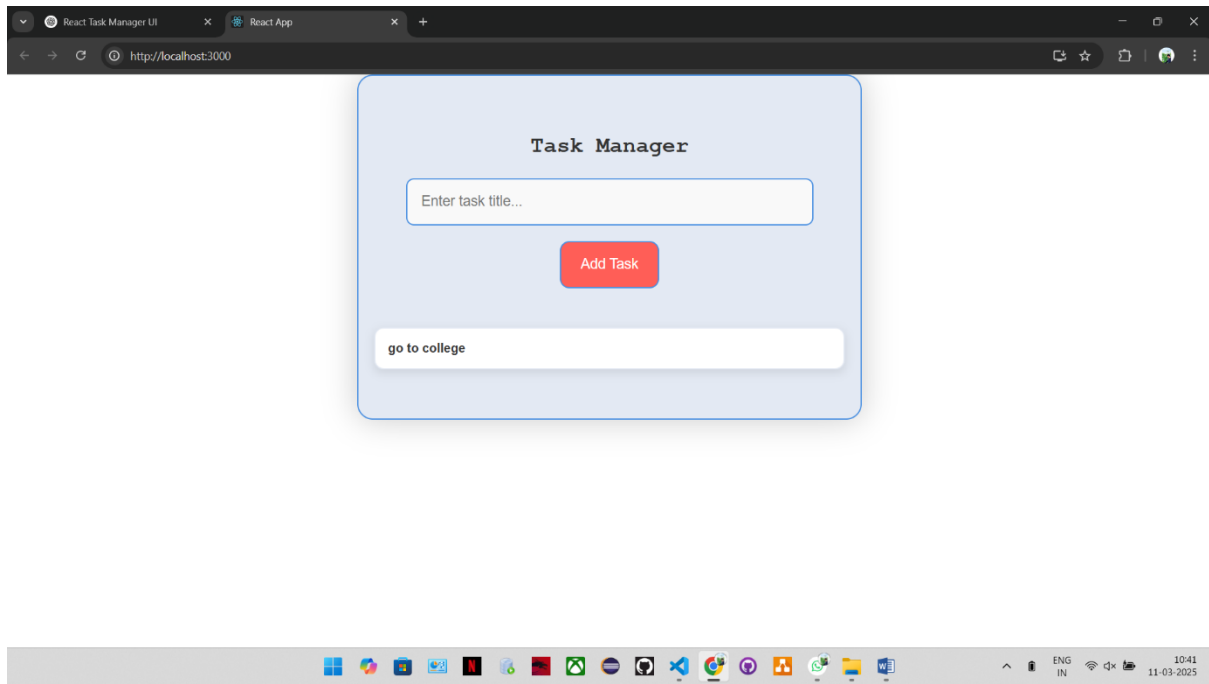 React Task Manager UI
React App
http://localhost:3000
Task Manager
Enter task title...
Add Task
go to college
N
ENG
IN
10:41
11-03-2025